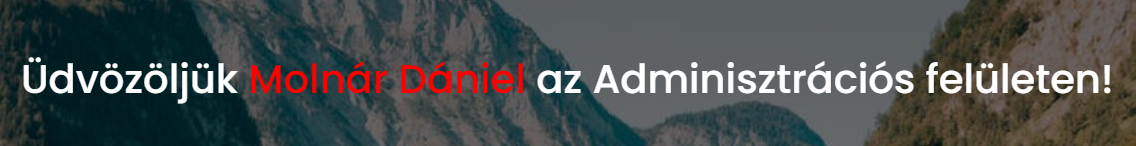 Üdvözöljük Molnár Dániel az Adminisztrációs felületen!